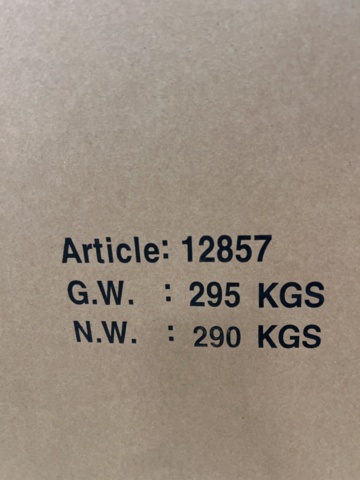 Article: 12857
G.W. : 295 KGS
N.W. : 290 KGS